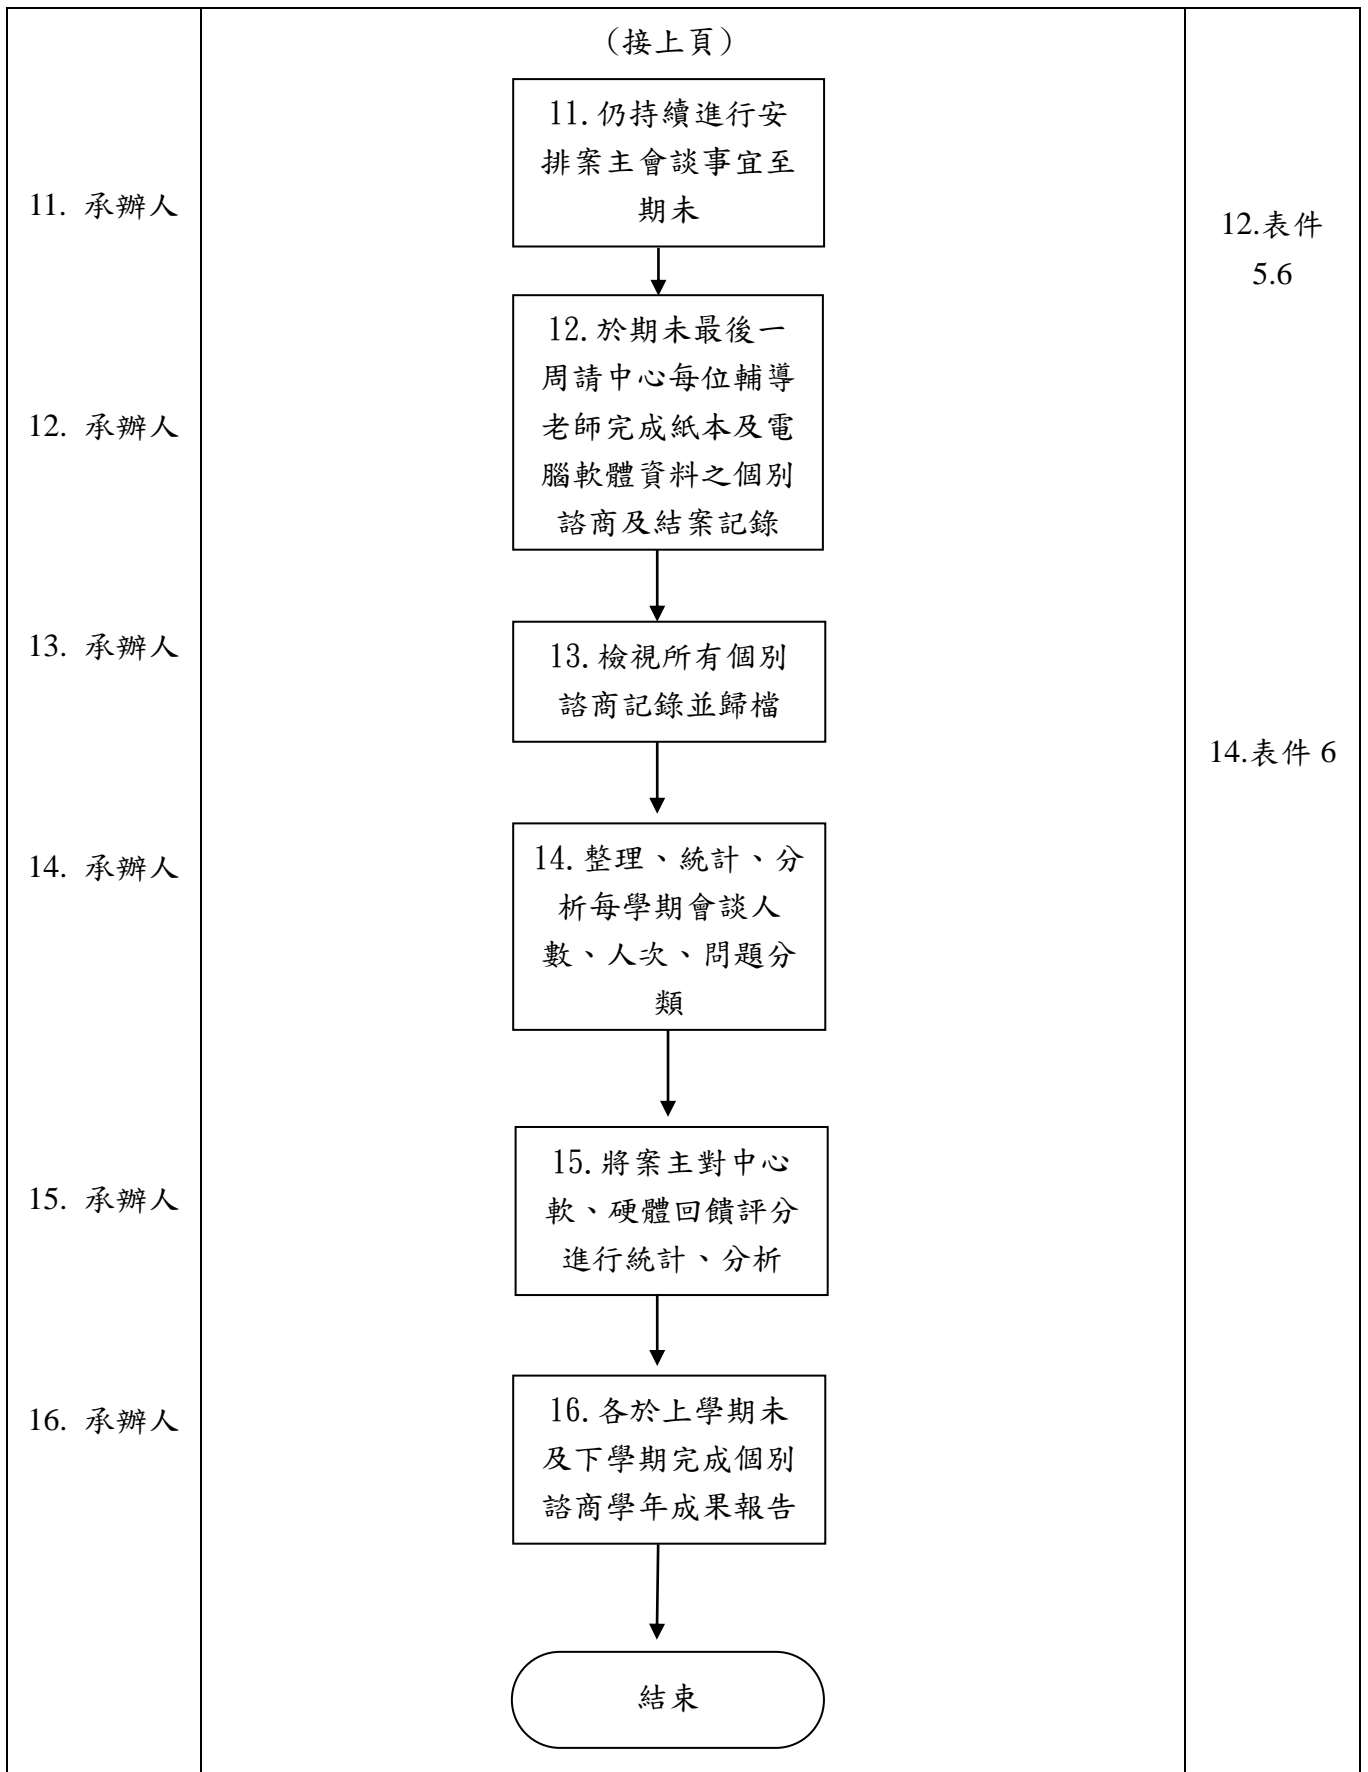 (接上頁)
11. 承辦人
12. 承辦人
13. 承辦人
14. 承辦人
15. 承辦人
16. 承辦人
11.仍持續進行安
排案主會談事宜至
期未
12.於期未最後一
周請中心每位輔導
老師完成紙本及電
腦軟體資料之個別
諮商及結案記錄
13.檢視所有個別
諮商記錄並歸檔
14.整理、統計、分
析每學期會談人
數、人次、問題分
類
15.將案主對中心
軟、硬體回饋評分
進行統計、分析
16.各於上學期未
及下學期完成個別
諮商學年成果報告
結束
12.表件
5.6
14.表件 6